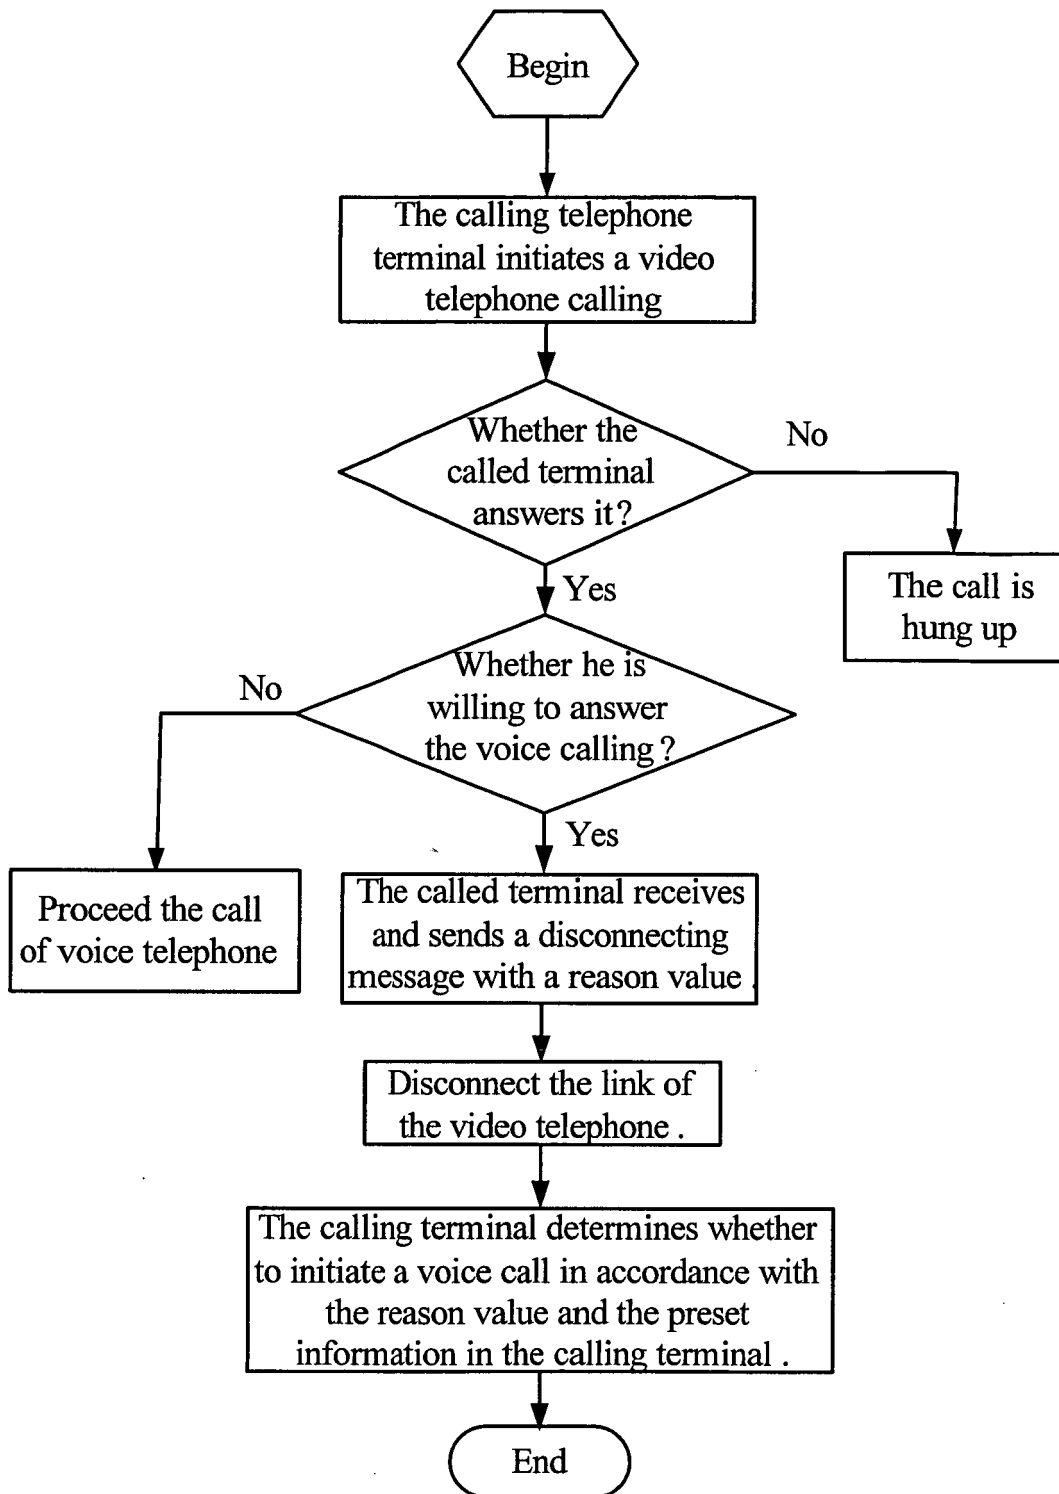 Begin
The calling telephone
terminal initiates a video
telephone calling
Whether the
called terminal
answers it?
No
Yes
The call is
hung up
Whether he is
willing to answer
the voice calling?
No
Yes
Proceed the call
of voice telephone
The called terminal receives
and sends a disconnecting
message with a reason value.
Disconnect the link of
the video telephone.
The calling terminal determines whether
to initiate a voice call in accordance with
the reason value and the preset
information in the calling terminal.
End